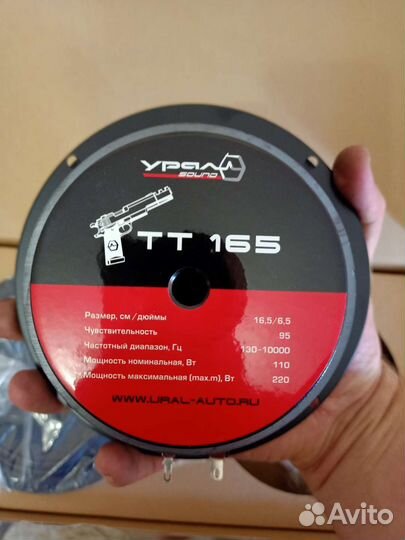 УРАЛ
SOUND
ТТ 165
Размер, см /дюймы 16,5/6.5
Чувствительность 95
Частотный диапазон, Гц 130-10000
Мощность номинальная, Вт 110
Мощность максимальная (max.m), Вт 220
WWW.URAL-AUTO.RU
Avito